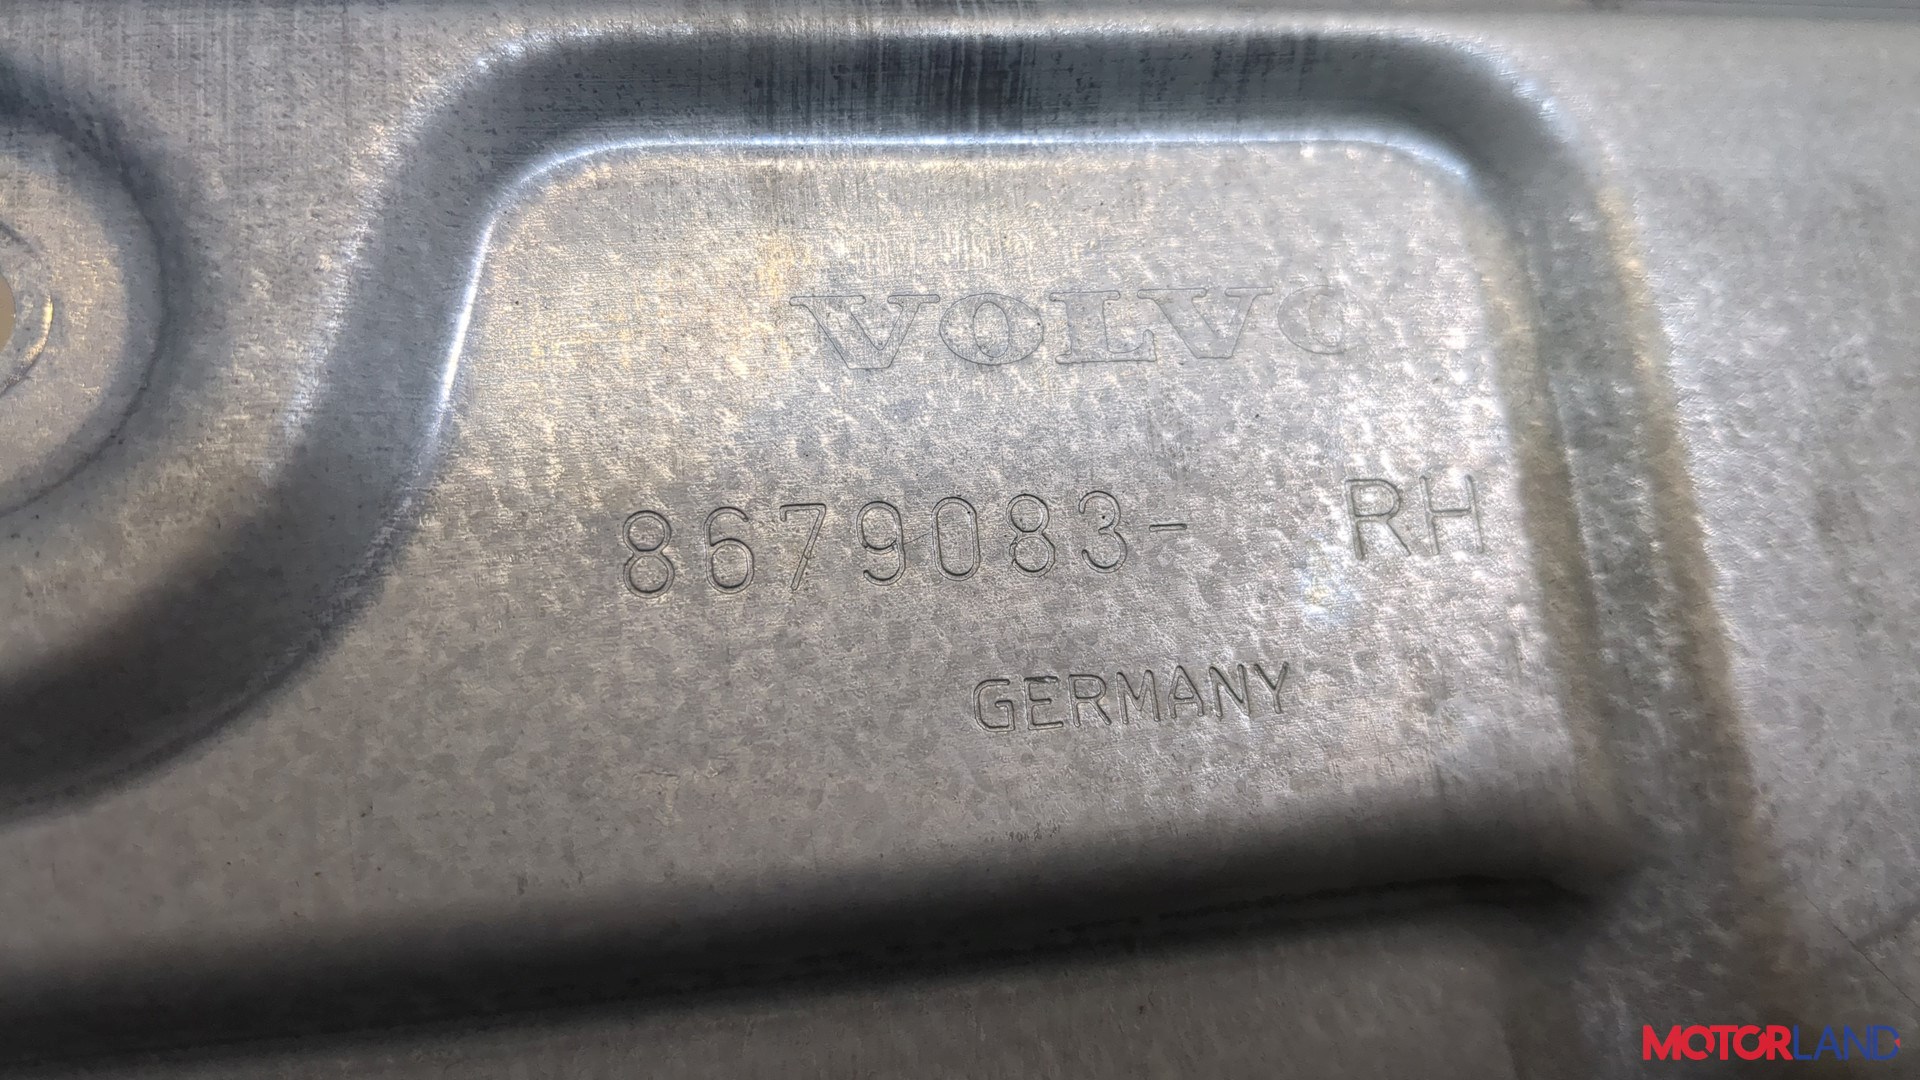 VOLVO
8679083- RH
GERMANY
MOTORLAND